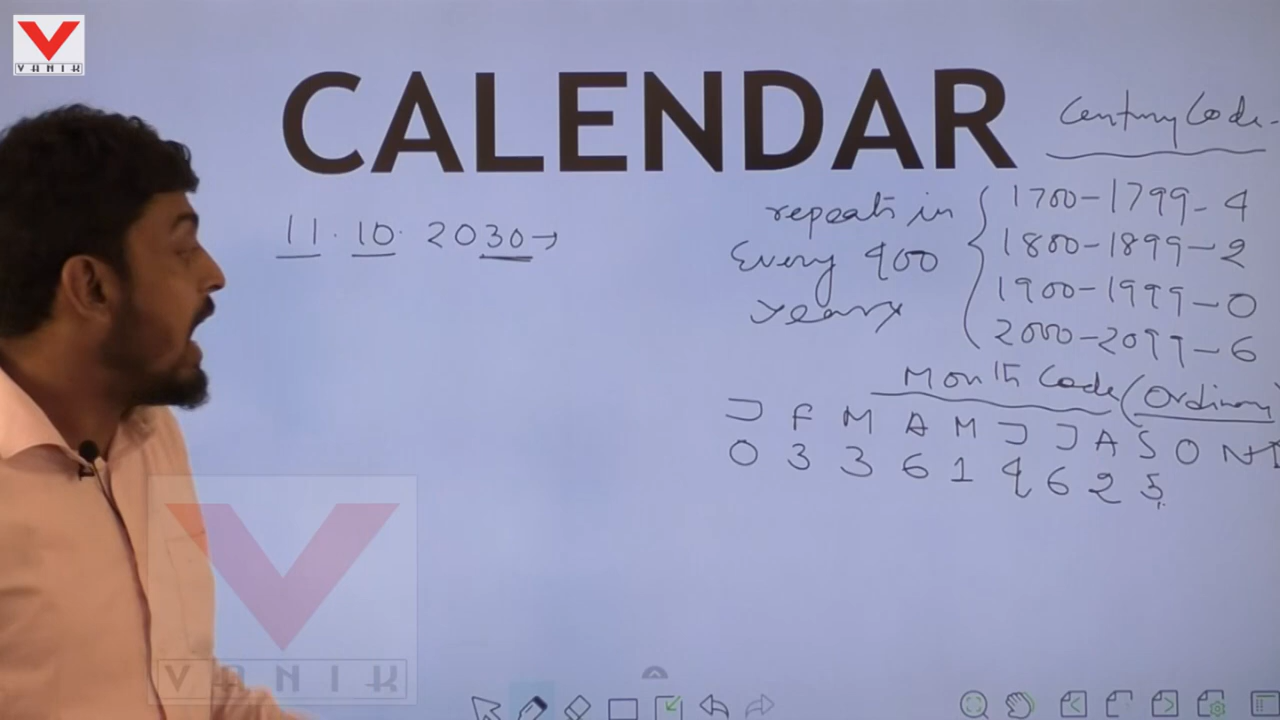 VANIK
CALENDAR
Century Code -
11. 10. 2030→
repeats in
Every 400
years
1700-1799-4
1800-1899-2
1900-1999-0
2000-2099-6
Month Code (Ordinary)
J F M A M J J A S O N D
0 3 3 6 1 4 6 2 5
VANIK